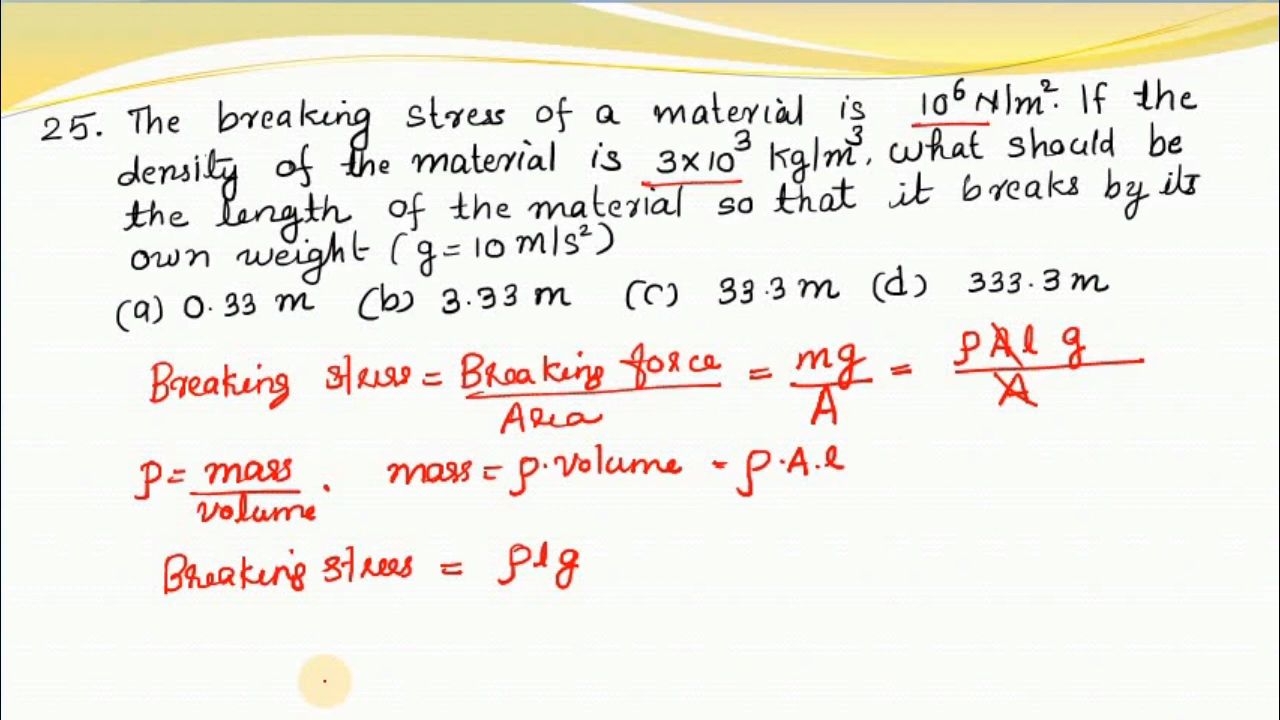 25. The breaking stress of a material is 10⁶ N/m². If the
density of the material is 3×10³ kg/m³, what should be
the length of the material so that it breaks by its
own weight (g = 10 m/s²)
(a) 0.33 m (b) 3.33 m (c) 33.3 m (d) 333.3 m
Breaking stress = Breaking force / Area = mg / A = ρAl g / A
ρ = mass / volume . mass = ρ·volume = ρ·A·l
Breaking stress = ρlg